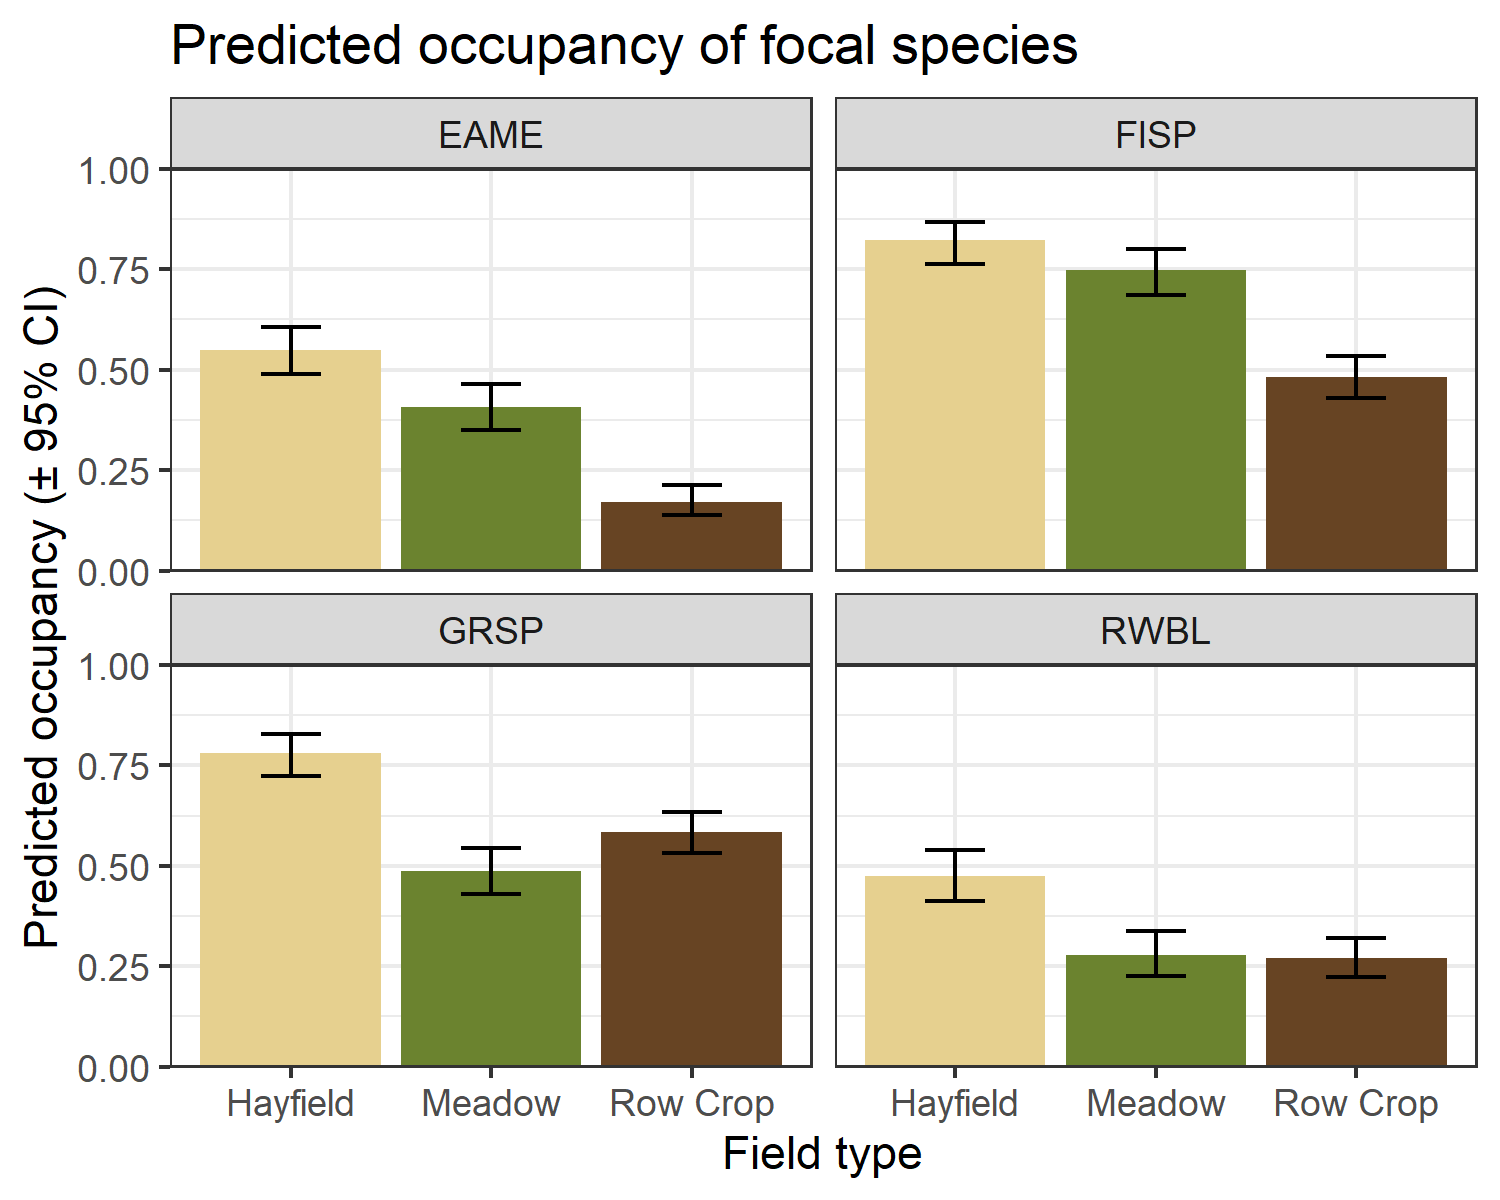 Predicted occupancy of focal species
EAME
FISP
1.00
0.75
0.50
0.25
0.00
GRSP
RWBL
1.00
0.75
0.50
0.25
0.00
Predicted occupancy (± 95% CI)
Hayfield Meadow Row Crop
Hayfield Meadow Row Crop
Field type